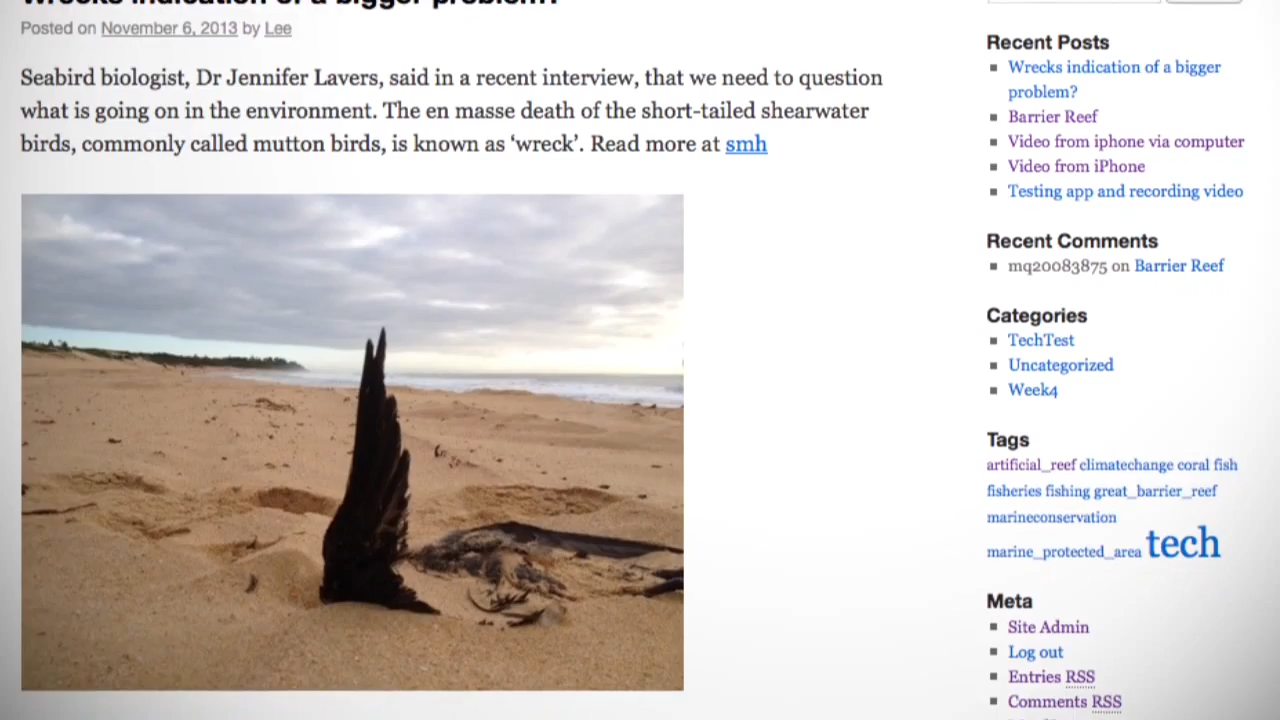 Wrecks indication of a bigger problem?
Posted on November 6, 2013 by Lee
Seabird biologist, Dr Jennifer Lavers, said in a recent interview, that we need to question
what is going on in the environment. The en masse death of the short-tailed shearwater
birds, commonly called mutton birds, is known as ‘wreck’. Read more at smh
Recent Posts
Wrecks indication of a bigger
problem?
Barrier Reef
Video from iphone via computer
Video from iPhone
Testing app and recording video
Recent Comments
mq20083875 on Barrier Reef
Categories
TechTest
Uncategorized
Week4
Tags
artificial_reef climatechange coral fish
fisheries fishing great_barrier_reef
marineconservation
marine_protected_area tech
Meta
Site Admin
Log out
Entries RSS
Comments RSS